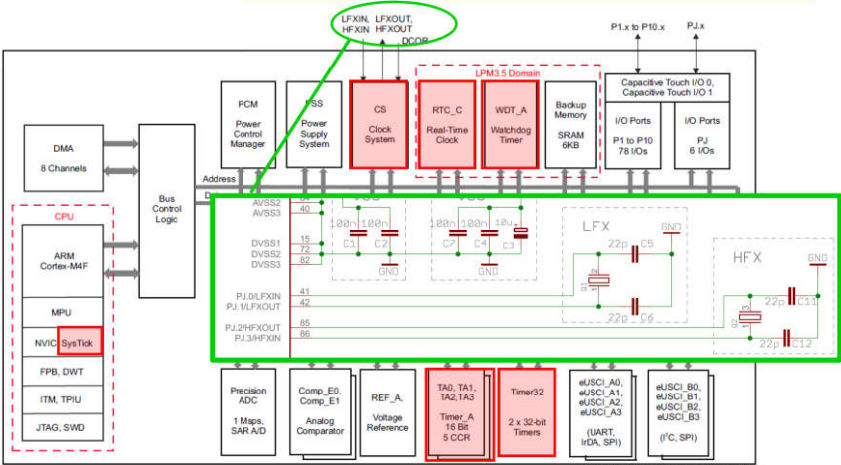 LFXIN, LFXOUT,
HFXIN HFXOUT
DCOR
P1.x to P10.x
PJ.x
LPM3.5 Domain
PCM
Power
Control
Manager
PSS
Power
Supply
System
CS
Clock
System
RTC_C
Real-Time
Clock
WDT_A
Watchdog
Timer
Backup
Memory
SRAM
6KB
Capacitive Touch I/O 0,
Capacitive Touch I/O 1
I/O Ports
P1 to P10
78 I/Os
I/O Ports
PJ
6 I/Os
DMA
8 Channels
Bus
Control
Logic
Address
CPU
ARM
Cortex-M4F
MPU
NVIC, SysTick
FPB, DWT
ITM, TPIU
JTAG, SWD
AVSS2
AVSS3 40
DVSS1 15
DVSS2 72
DVSS3 82
PJ.0/LFXIN 41
PJ.1/LFXOUT 42
PJ.2/HFXOUT 85
PJ.3/HFXIN 86
100n 100n
C1 C2
GND
100n 100n 10u
C7 C4 C3
GND
LFX
GND
22p C5
Q1
1 2
22p C6
HFX
GND
22p C11
Q2
1 3
22p C12
Precision
ADC
1 Msps,
SAR A/D
Comp_E0,
Comp_E1
Analog
Comparator
REF_A,
Voltage
Reference
TA0, TA1,
TA2,TA3
Timer_A
16 Bit
5 CCR
Timer32
2 x 32-bit
Timers
eUSCI_A0,
eUSCI_A1,
eUSCI_A2,
eUSCI_A3
(UART,
IrDA, SPI)
eUSCI_B0,
eUSCI_B1,
eUSCI_B2,
eUSCI_B3
(I²C, SPI)